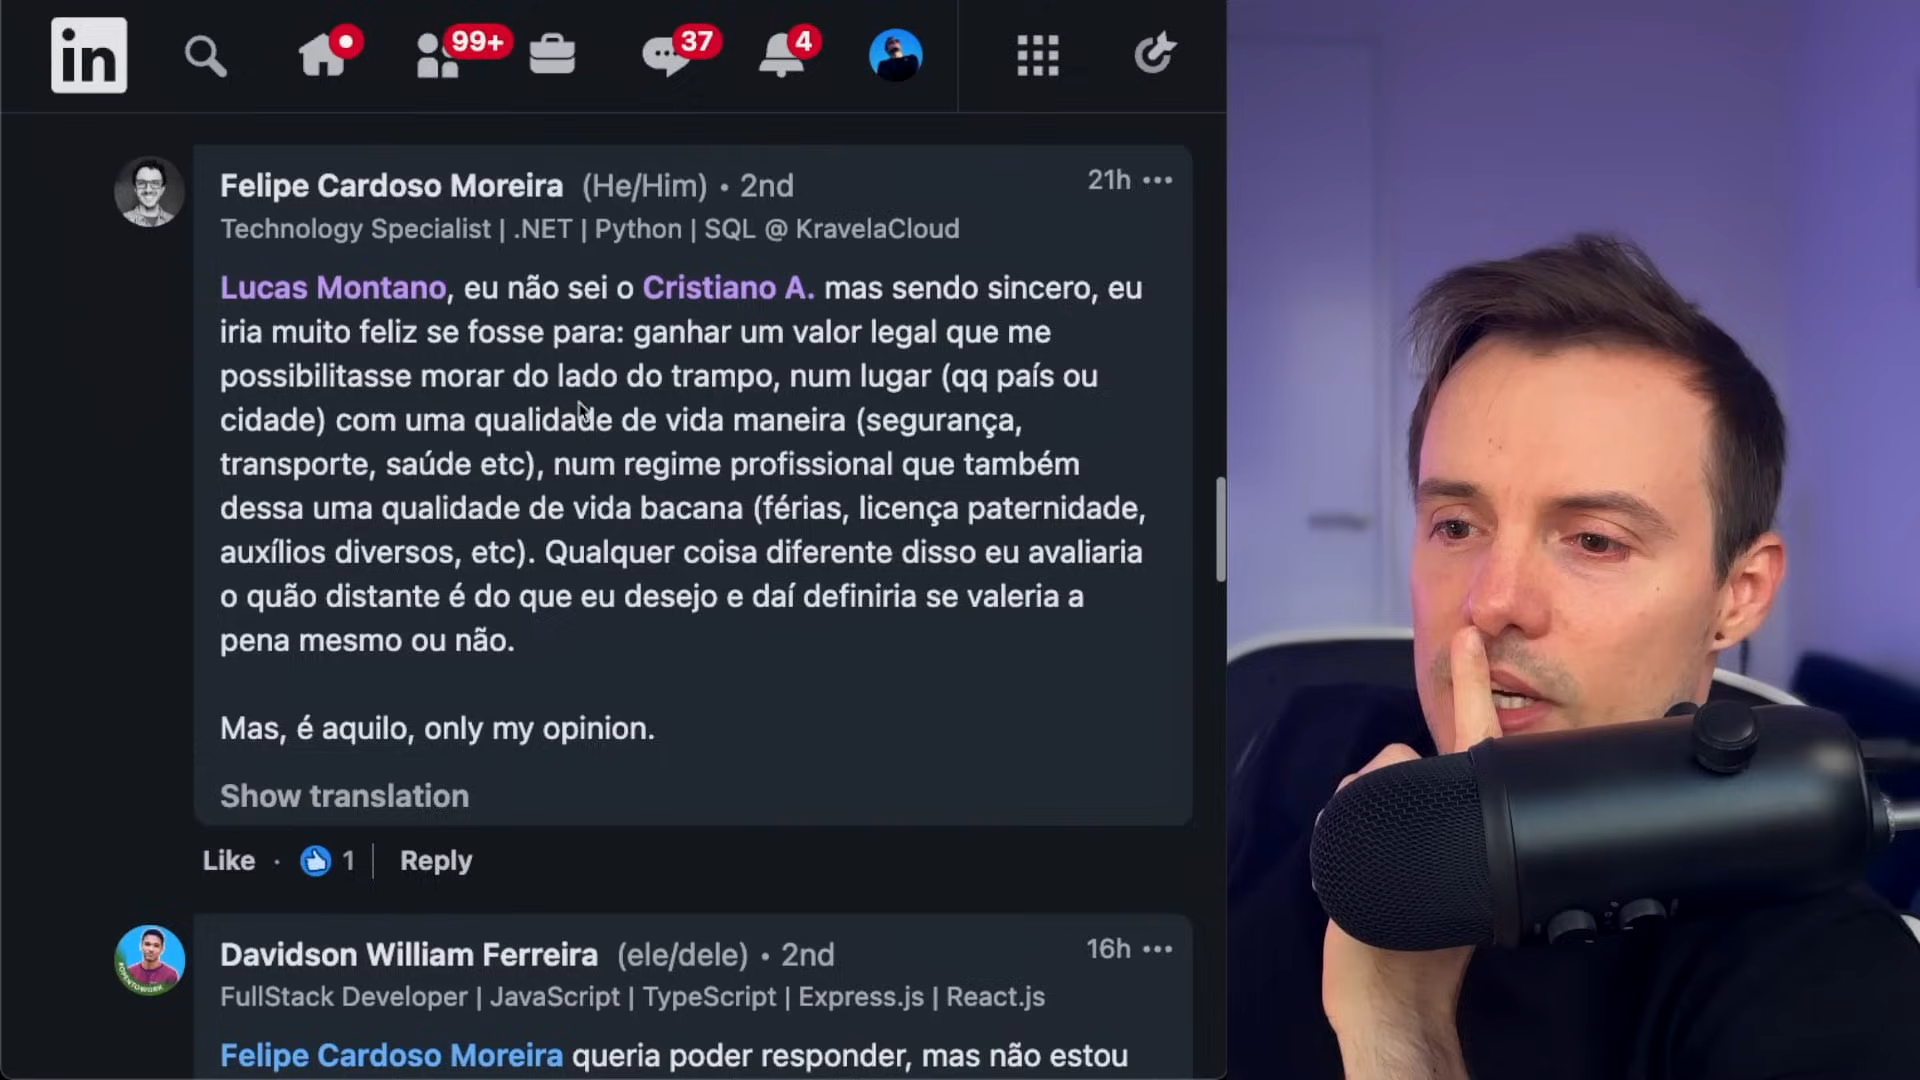 in
99+
37
4
Felipe Cardoso Moreira (He/Him) • 2nd
21h
Technology Specialist | .NET | Python | SQL @ KravelaCloud
Lucas Montano, eu não sei o Cristiano A. mas sendo sincero, eu
iria muito feliz se fosse para: ganhar um valor legal que me
possibilitasse morar do lado do trampo, num lugar (qq país ou
cidade) com uma qualidade de vida maneira (segurança,
transporte, saúde etc), num regime profissional que também
dessa uma qualidade de vida bacana (férias, licença paternidade,
auxílios diversos, etc). Qualquer coisa diferente disso eu avaliaria
o quão distante é do que eu desejo e daí definiria se valeria a
pena mesmo ou não.
Mas, é aquilo, only my opinion.
Show translation
Like · 1 | Reply
Davidson William Ferreira (ele/dele) • 2nd
16h
FullStack Developer | JavaScript | TypeScript | Express.js | React.js
Felipe Cardoso Moreira queria poder responder, mas não estou